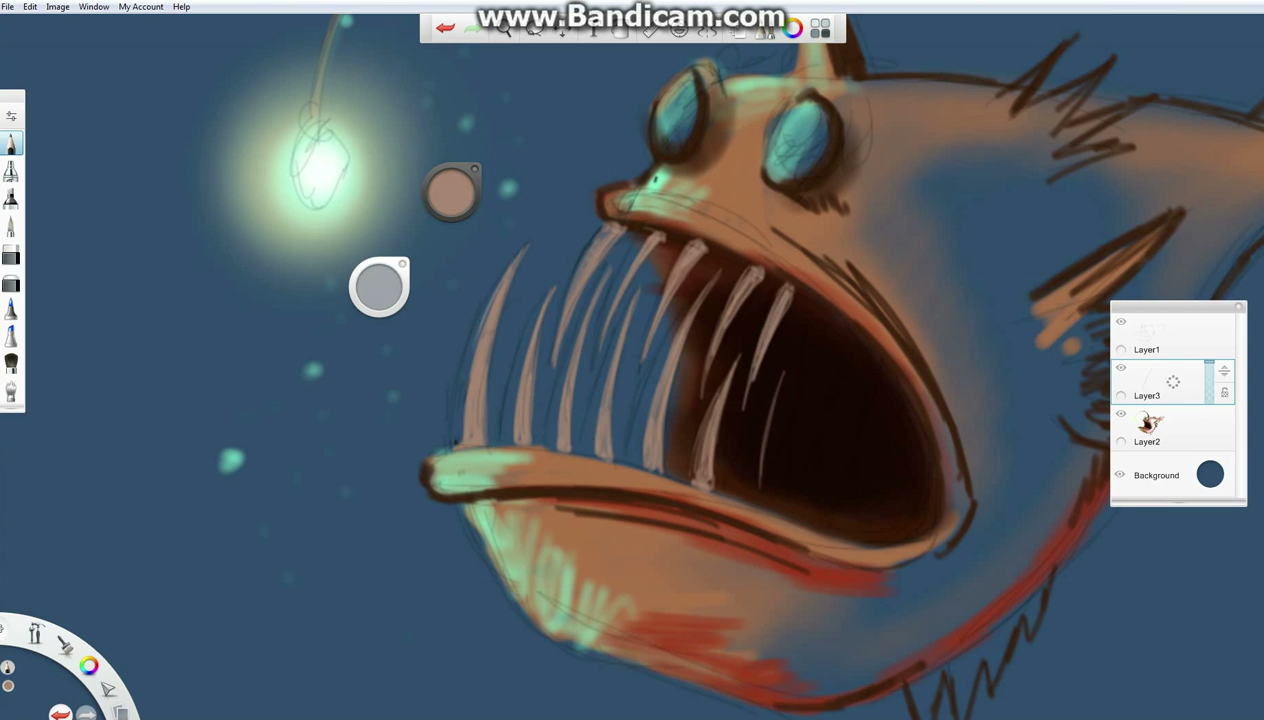 File Edit Image Window My Account Help
www.Bandicam.com
Layer1
Layer3
Layer2
Background